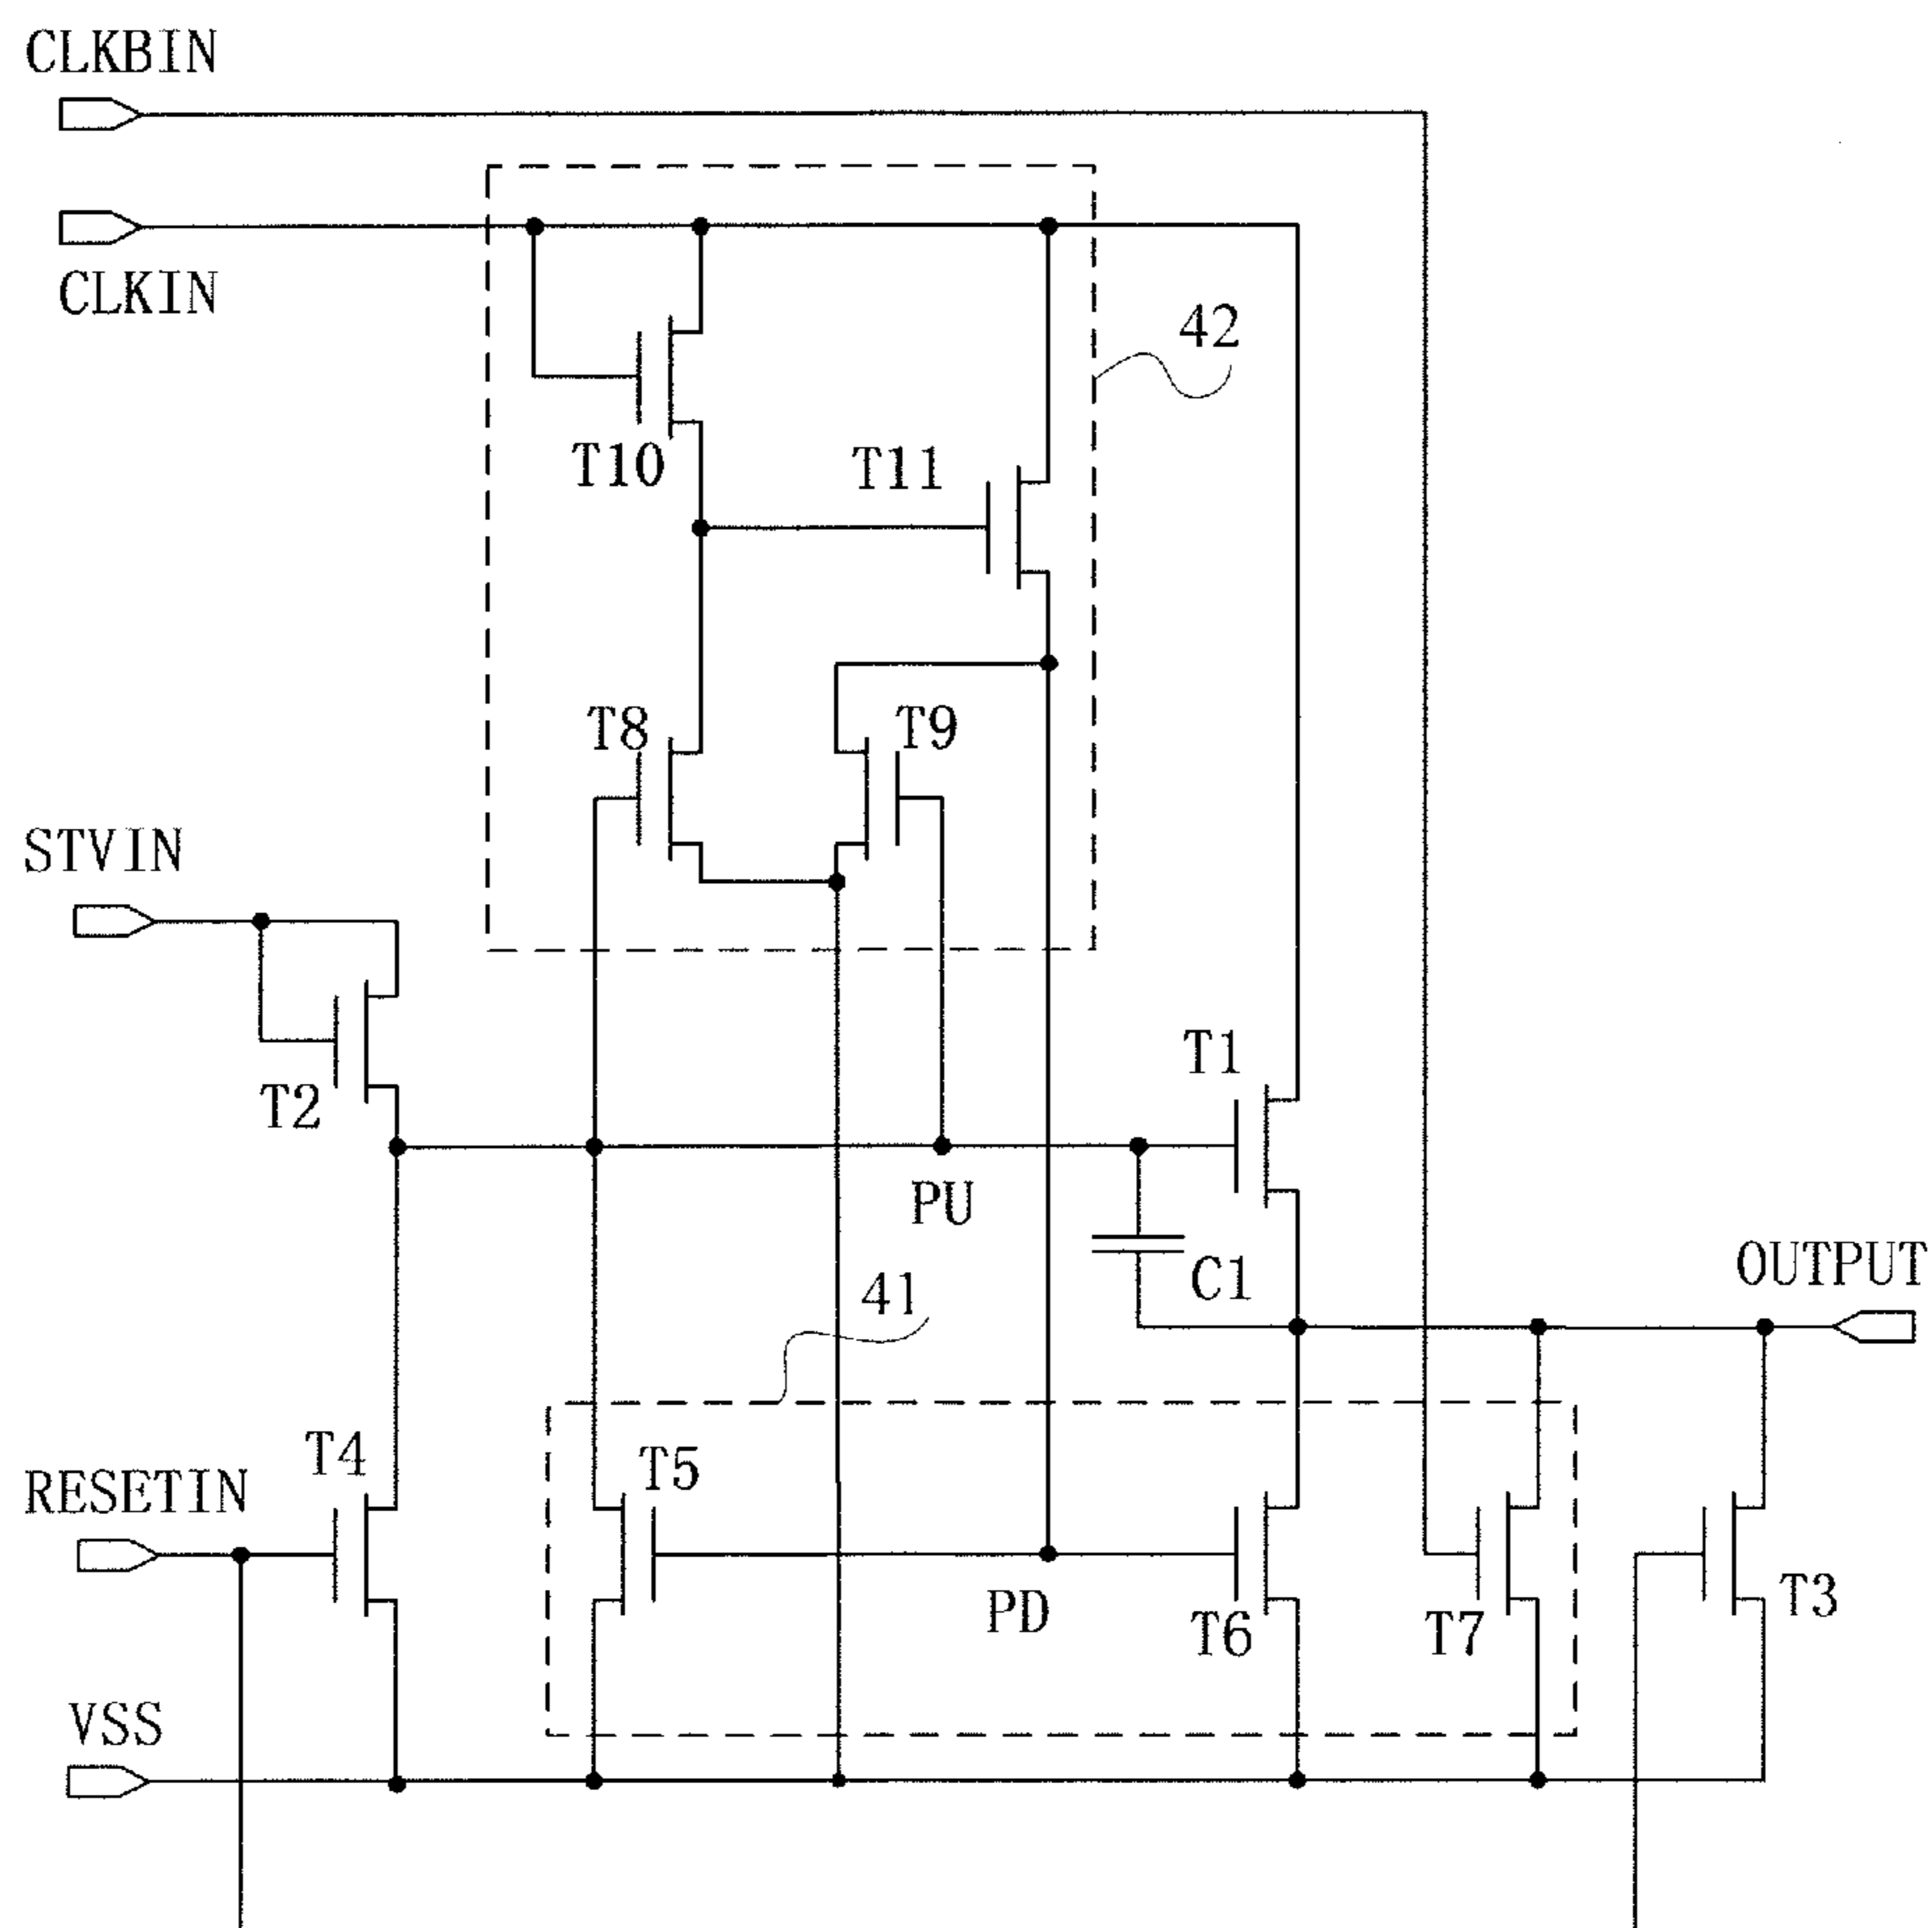 CLKBIN
CLKIN
42
T10
T11
T8
T9
STVIN
T2
T1
PU
C1
OUTPUT
41
T4
T5
RESETIN
PD
T6
T7
T3
VSS